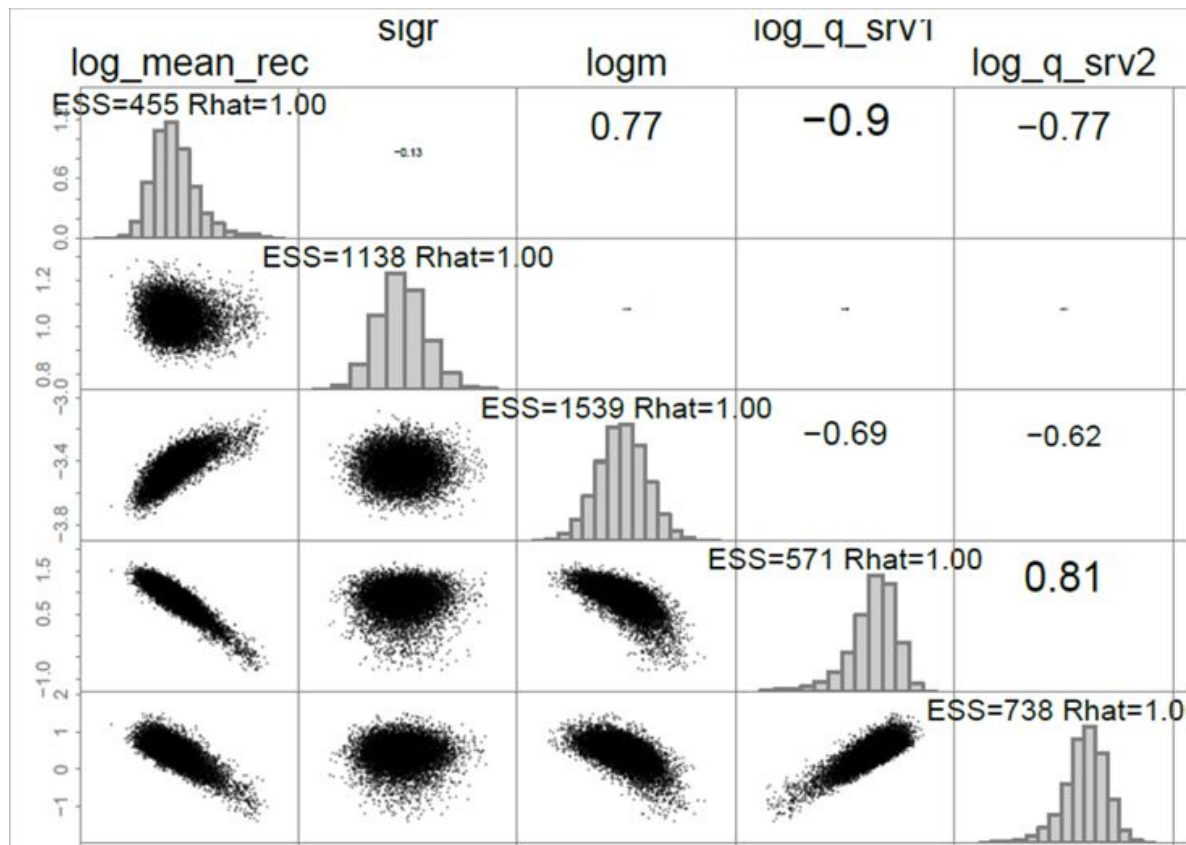 sigr log_q_srv1
log_mean_rec logm log_q_srv2
ESS=455 Rhat=1.00
−0.13 0.77 −0.9 −0.77
0.6
0.0
ESS=1138 Rhat=1.00
1.2
1.0
0.8
ESS=1539 Rhat=1.00
−0.69 −0.62
−3.0
−3.4
−3.8
ESS=571 Rhat=1.00
0.81
1.5
0.5
−1.0
ESS=738 Rhat=1.0
2
1
0
−1